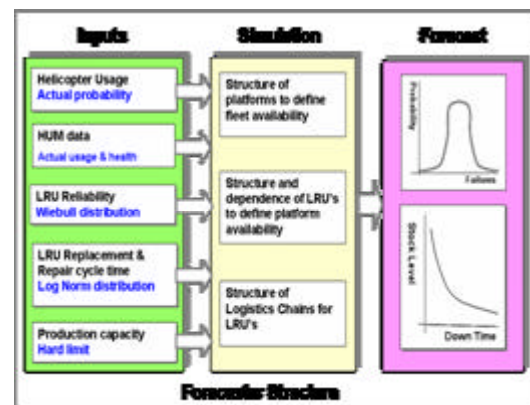 Inputs
Simulation
Forecast
Helicopter Usage
Actual probability
HUM data
Actual usage & health
LRU Reliability
Wiebull distribution
LRU Replacement &
Repair cycle time
Log Norm distribution
Production capacity
Hard limit
Structure of
platforms to define
fleet availability
Structure and
dependence of LRU's
to define platform
availability
Structure of
Logistics Chains for
LRU's
Probability
Failures
Stock Level
Down Time
Forecaster Structure